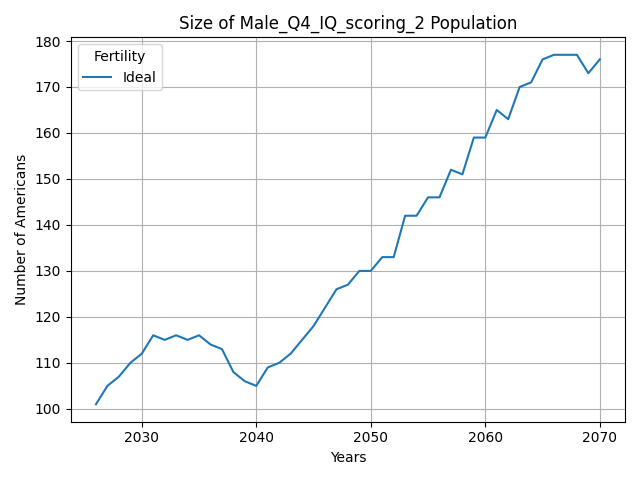 Size of Male_Q4_IQ_scoring_2 Population
Fertility
Ideal
180
170
160
150
140
130
120
110
100
Number of Americans
2030 2040 2050 2060 2070
Years